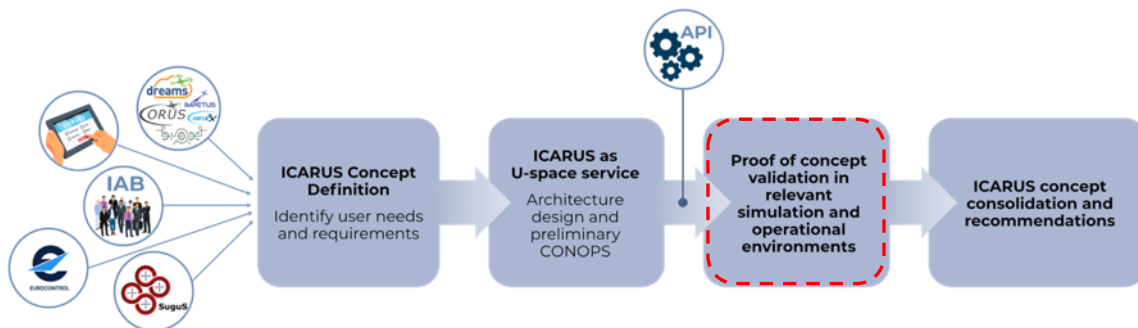 API
dreams
IMPETUS
CORUS
IAB
EUROCONTROL
SuguS
ICARUS Concept
Definition
Identify user needs
and requirements
ICARUS as
U-space service
Architecture
design and
preliminary
CONOPS
Proof of concept
validation in
relevant
simulation and
operational
environments
ICARUS concept
consolidation and
recommendations